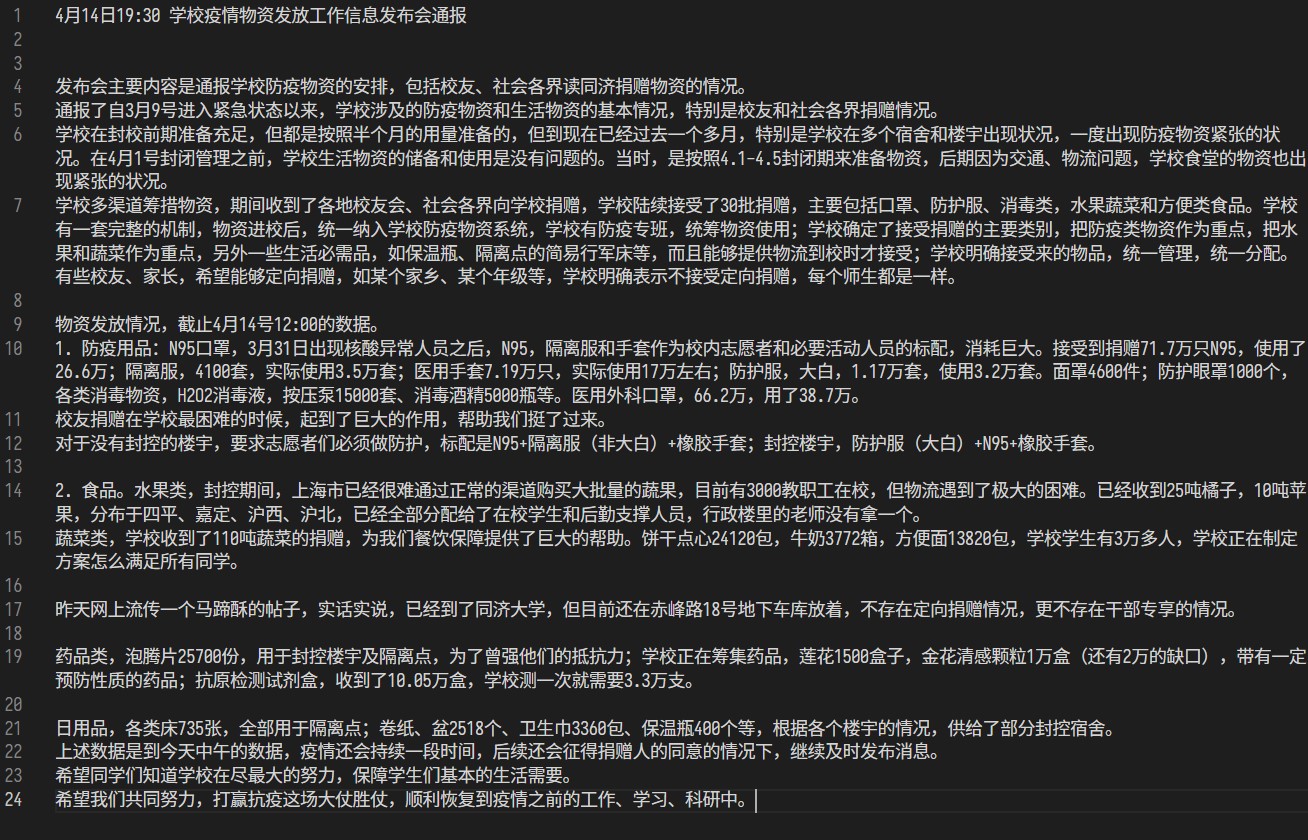 1 4月14日19:30 学校疫情物资发放工作信息发布会通报
2
3
4 发布会主要内容是通报学校防疫物资的安排，包括校友、社会各界读同济捐赠物资的情况。
5 通报了自3月9号进入紧急状态以来，学校涉及的防疫物资和生活物资的基本情况，特别是校友和社会各界捐赠情况。
6 学校在封校前期准备充足，但都是按照半个月的用量准备的，但到现在已经过去一个多月，特别是学校在多个宿舍和楼宇出现状况，一度出现防疫物资紧张的状
况。在4月1号封闭管理之前，学校生活物资的储备和使用是没有问题的。当时，是按照4.1-4.5封闭期来准备物资，后期因为交通、物流问题，学校食堂的物资也出
现紧张的状况。
7 学校多渠道筹措物资，期间收到了各地校友会、社会各界向学校捐赠，学校陆续接受了30批捐赠，主要包括口罩、防护服、消毒类，水果蔬菜和方便类食品。学校
有一套完整的机制，物资进校后，统一纳入学校防疫物资系统，学校有防疫专班，统筹物资使用；学校确定了接受捐赠的主要类别，把防疫类物资作为重点，把水
果和蔬菜作为重点，另外一些生活必需品，如保温瓶、隔离点的简易行军床等，而且能够提供物流到校时才接受；学校明确接受来的物品，统一管理，统一分配。
有些校友、家长，希望能够定向捐赠，如某个家乡、某个年级等，学校明确表示不接受定向捐赠，每个师生都是一样。
8
9 物资发放情况，截止4月14号12:00的数据。
10 1. 防疫用品：N95口罩，3月31日出现核酸异常人员之后，N95，隔离服和手套作为校内志愿者和必要活动人员的标配，消耗巨大。接受到捐赠71.7万只N95，使用了
26.6万；隔离服，4100套，实际使用3.5万套；医用手套7.19万只，实际使用17万左右；防护服，大白，1.17万套，使用3.2万套。面罩4600件；防护眼罩1000个，
各类消毒物资，H2O2消毒液，按压泵15000套、消毒酒精5000瓶等。医用外科口罩，66.2万，用了38.7万。
11 校友捐赠在学校最困难的时候，起到了巨大的作用，帮助我们挺了过来。
12 对于没有封控的楼宇，要求志愿者们必须做防护，标配是N95+隔离服（非大白）+橡胶手套；封控楼宇，防护服（大白）+N95+橡胶手套。
13
14 2. 食品。水果类，封控期间，上海市已经很难通过正常的渠道购买大批量的蔬果，目前有3000教职工在校，但物流遇到了极大的困难。已经收到25吨橘子，10吨苹
果，分布于四平、嘉定、沪西、沪北，已经全部分配给了在校学生和后勤支撑人员，行政楼里的老师没有拿一个。
15 蔬菜类，学校收到了110吨蔬菜的捐赠，为我们餐饮保障提供了巨大的帮助。饼干点心24120包，牛奶3772箱，方便面13820包，学校学生有3万多人，学校正在制定
方案怎么满足所有同学。
16
17 昨天网上流传一个马蹄酥的帖子，实话实说，已经到了同济大学，但目前还在赤峰路18号地下车库放着，不存在定向捐赠情况，更不存在干部专享的情况。
18
19 药品类，泡腾片25700份，用于封控楼宇及隔离点，为了曾强他们的抵抗力；学校正在筹集药品，莲花1500盒子，金花清感颗粒1万盒（还有2万的缺口），带有一定
预防性质的药品；抗原检测试剂盒，收到了10.05万盒，学校测一次就需要3.3万支。
20
21 日用品，各类床735张，全部用于隔离点；卷纸、盆2518个、卫生巾3360包、保温瓶400个等，根据各个楼宇的情况，供给了部分封控宿舍。
22 上述数据是到今天中午的数据，疫情还会持续一段时间，后续还会征得捐赠人的同意的情况下，继续及时发布消息。
23 希望同学们知道学校在尽最大的努力，保障学生们基本的生活需要。
24 希望我们共同努力，打赢抗疫这场大仗胜仗，顺利恢复到疫情之前的工作、学习、科研中。